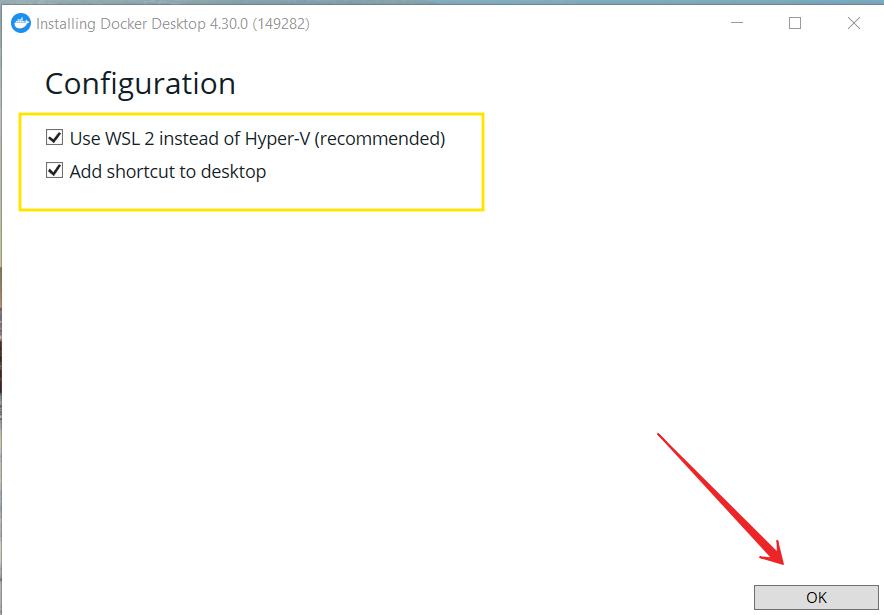 Installing Docker Desktop 4.30.0 (149282)
Configuration
Use WSL 2 instead of Hyper-V (recommended)
Add shortcut to desktop
OK